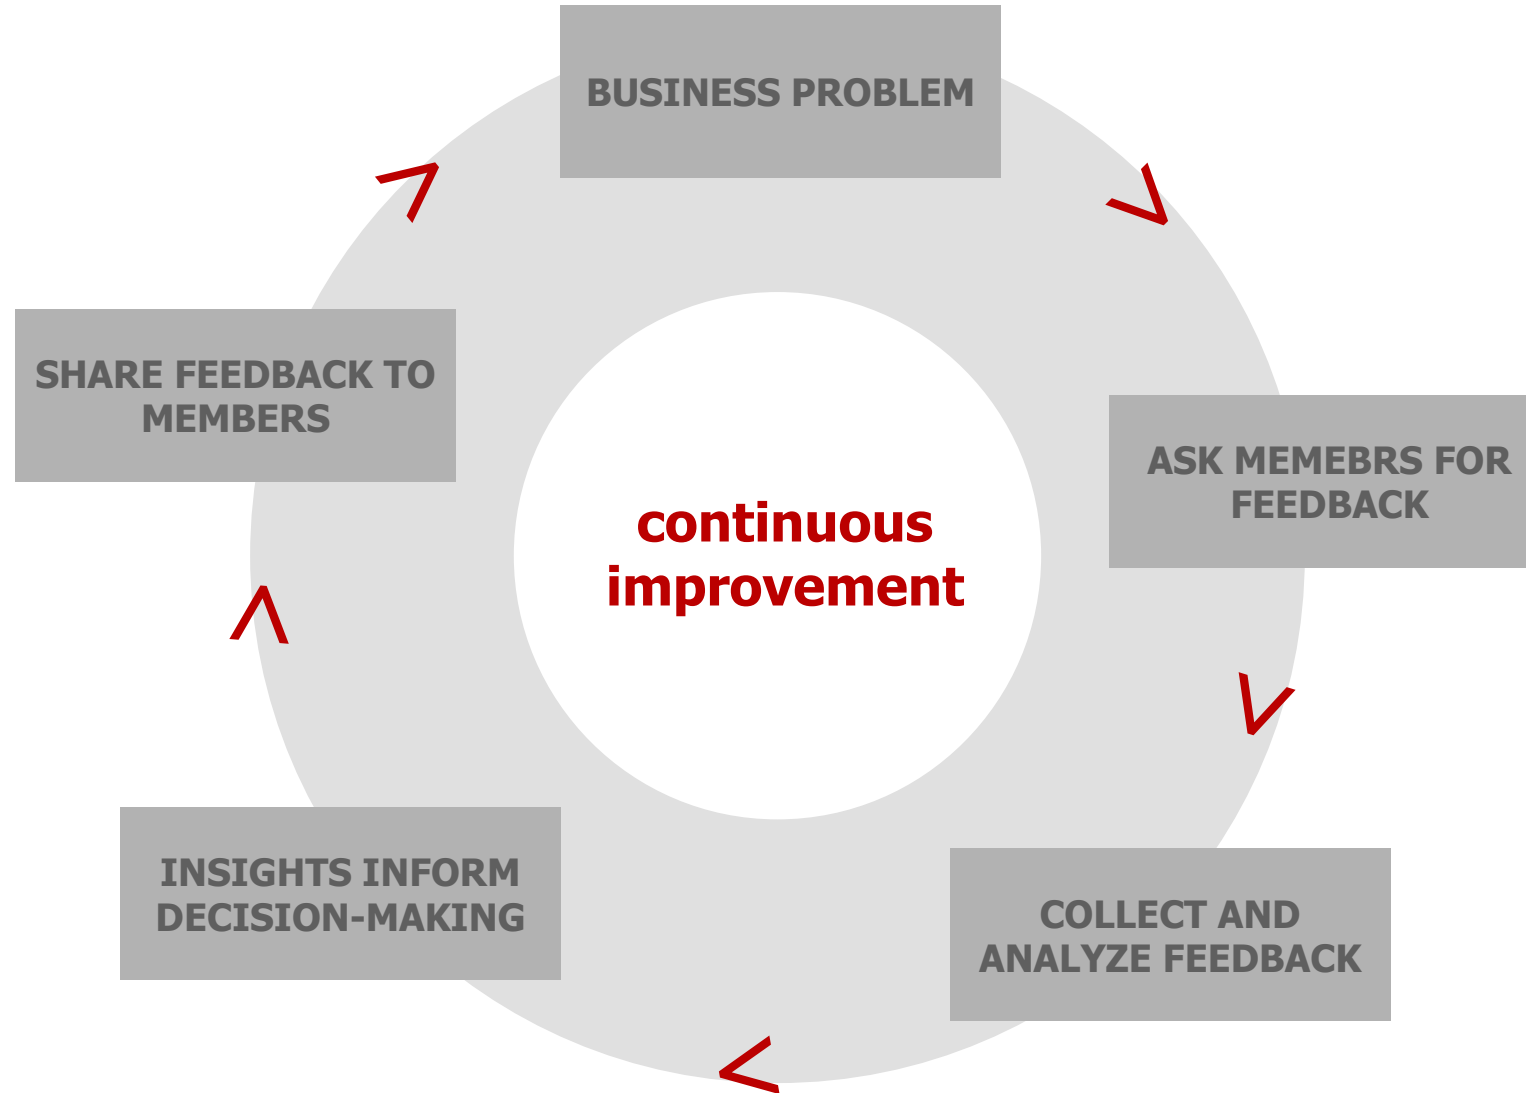 BUSINESS PROBLEM
ASK MEMEBRS FOR
FEEDBACK
COLLECT AND
ANALYZE FEEDBACK
INSIGHTS INFORM
DECISION-MAKING
SHARE FEEDBACK TO
MEMBERS
continuous
improvement